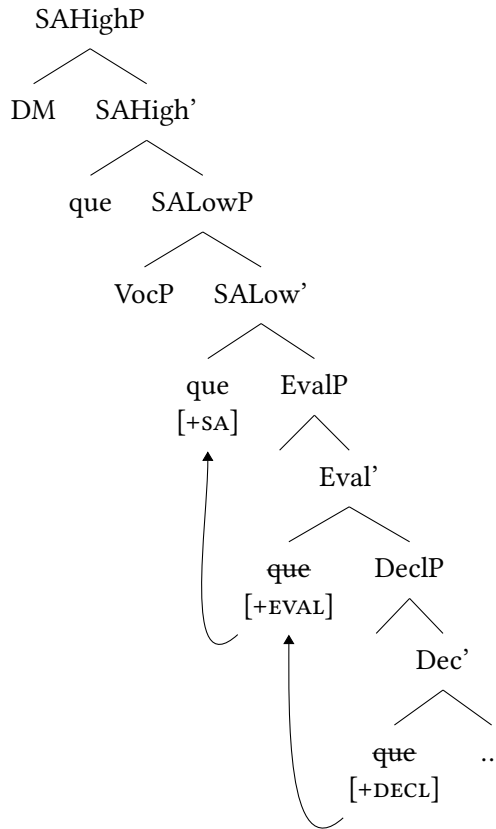 SAHighP
DM SAHigh’
que SALowP
VocP SALow’
que EvalP
[+SA]
Eval’
que DeclP
[+EVAL]
Dec’
que ..
[+DECL]